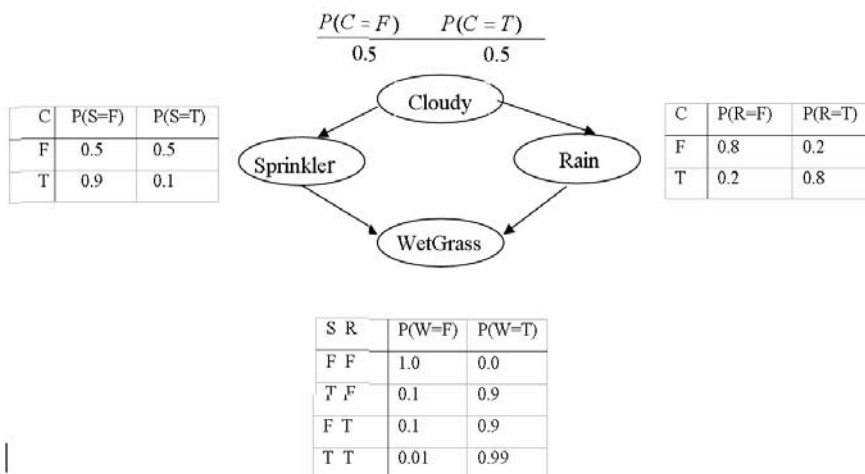 P(C = F) P(C = T)
0.5 0.5
Cloudy
C P(S=F) P(S=T)
F 0.5 0.5
T 0.9 0.1
Sprinkler
Rain
C P(R=F) P(R=T)
F 0.8 0.2
T 0.2 0.8
WetGrass
S R P(W=F) P(W=T)
F F 1.0 0.0
T F 0.1 0.9
F T 0.1 0.9
T T 0.01 0.99